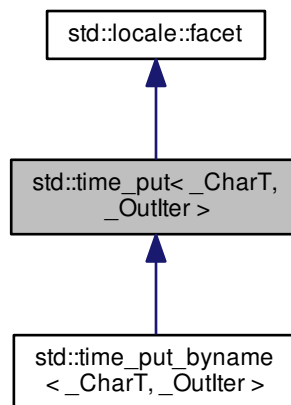 std::locale::facet
std::time_put< _CharT,
_OutIter >
std::time_put_byname
< _CharT, _OutIter >